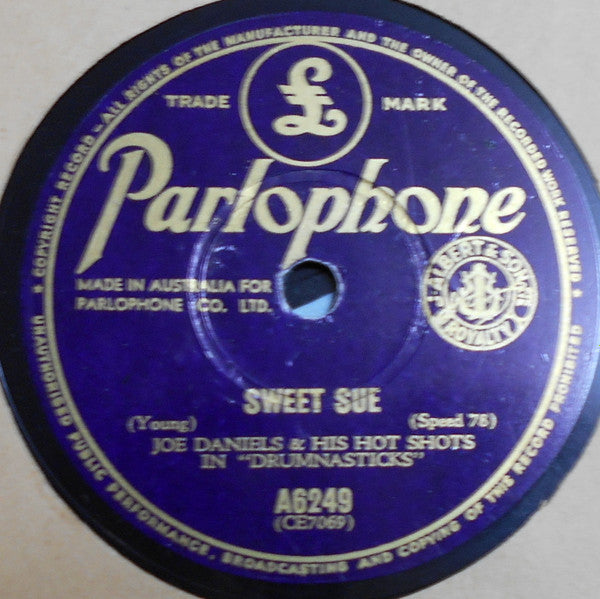 ★ COPYRIGHT RECORD — ALL RIGHTS OF THE MANUFACTURER AND THE OWNER OF THE RECORDED WORK RESERVED ★
TRADE MARK
£
Parlophone
MADE IN AUSTRALIA FOR
PARLOPHONE CO. LTD.
J. ALBERT & SON
ROYALTY
SWEET SUE
(Young) (Speed 78)
JOE DANIELS & HIS HOT SHOTS
IN "DRUMNASTICKS"
A6249
(CE7069)
UNAUTHORISED PUBLIC PERFORMANCE, BROADCASTING AND COPYING OF THIS RECORD PROHIBITED